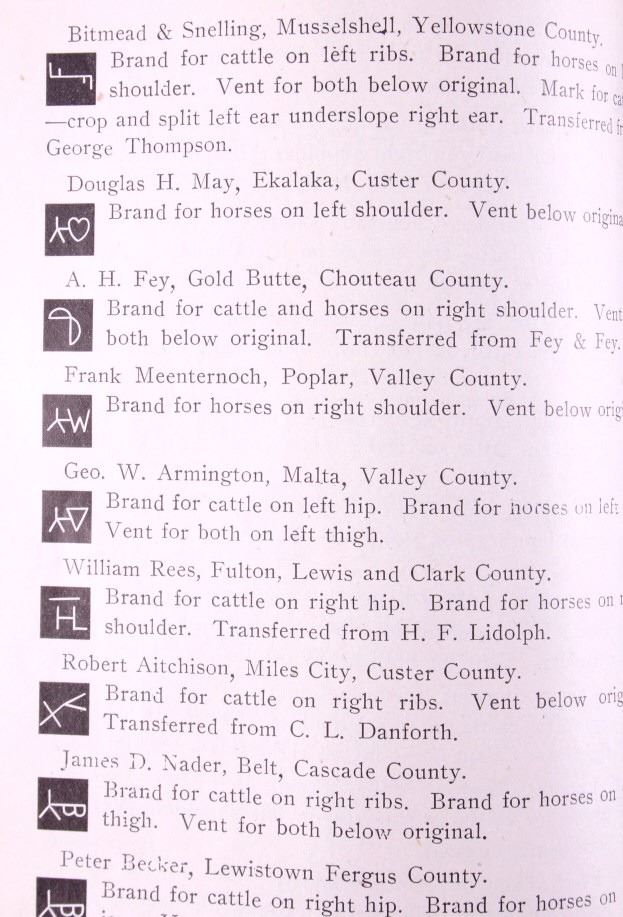 Bitmead & Snelling, Musselshell, Yellowstone County.
Brand for cattle on left ribs. Brand for horses on
shoulder. Vent for both below original. Mark for
—crop and split left ear underslope right ear. Transferred
George Thompson.
Douglas H. May, Ekalaka, Custer County.
Brand for horses on left shoulder. Vent below
A. H. Fey, Gold Butte, Chouteau County.
Brand for cattle and horses on right shoulder. Vent
both below original. Transferred from Fey & Fey.
Frank Meenternoch, Poplar, Valley County.
Brand for horses on right shoulder. Vent below
Geo. W. Armington, Malta, Valley County.
Brand for cattle on left hip. Brand for horses on left
Vent for both on left thigh.
William Rees, Fulton, Lewis and Clark County.
Brand for cattle on right hip. Brand for horses on
shoulder. Transferred from H. F. Lidolph.
Robert Aitchison, Miles City, Custer County.
Brand for cattle on right ribs. Vent below
Transferred from C. L. Danforth.
James D. Nader, Belt, Cascade County.
Brand for cattle on right ribs. Brand for horses on
thigh. Vent for both below original.
Peter Becker, Lewistown Fergus County.
Brand for cattle on right hip. Brand for horses on